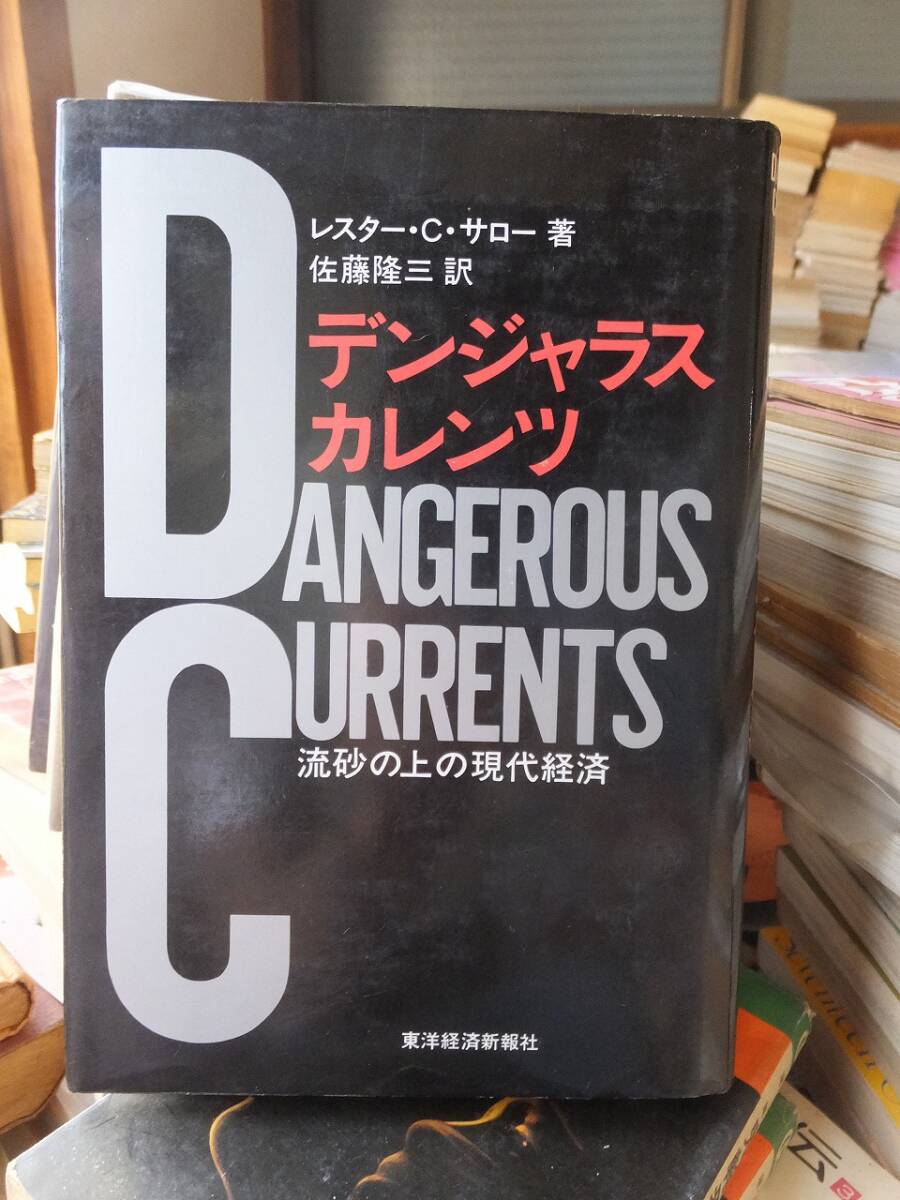 レスター・C・サロー 著
佐藤隆三 訳
デンジャラス
カレンツ
DANGEROUS
CURRENTS
流砂の上の現代経済
東洋経済新報社
伝